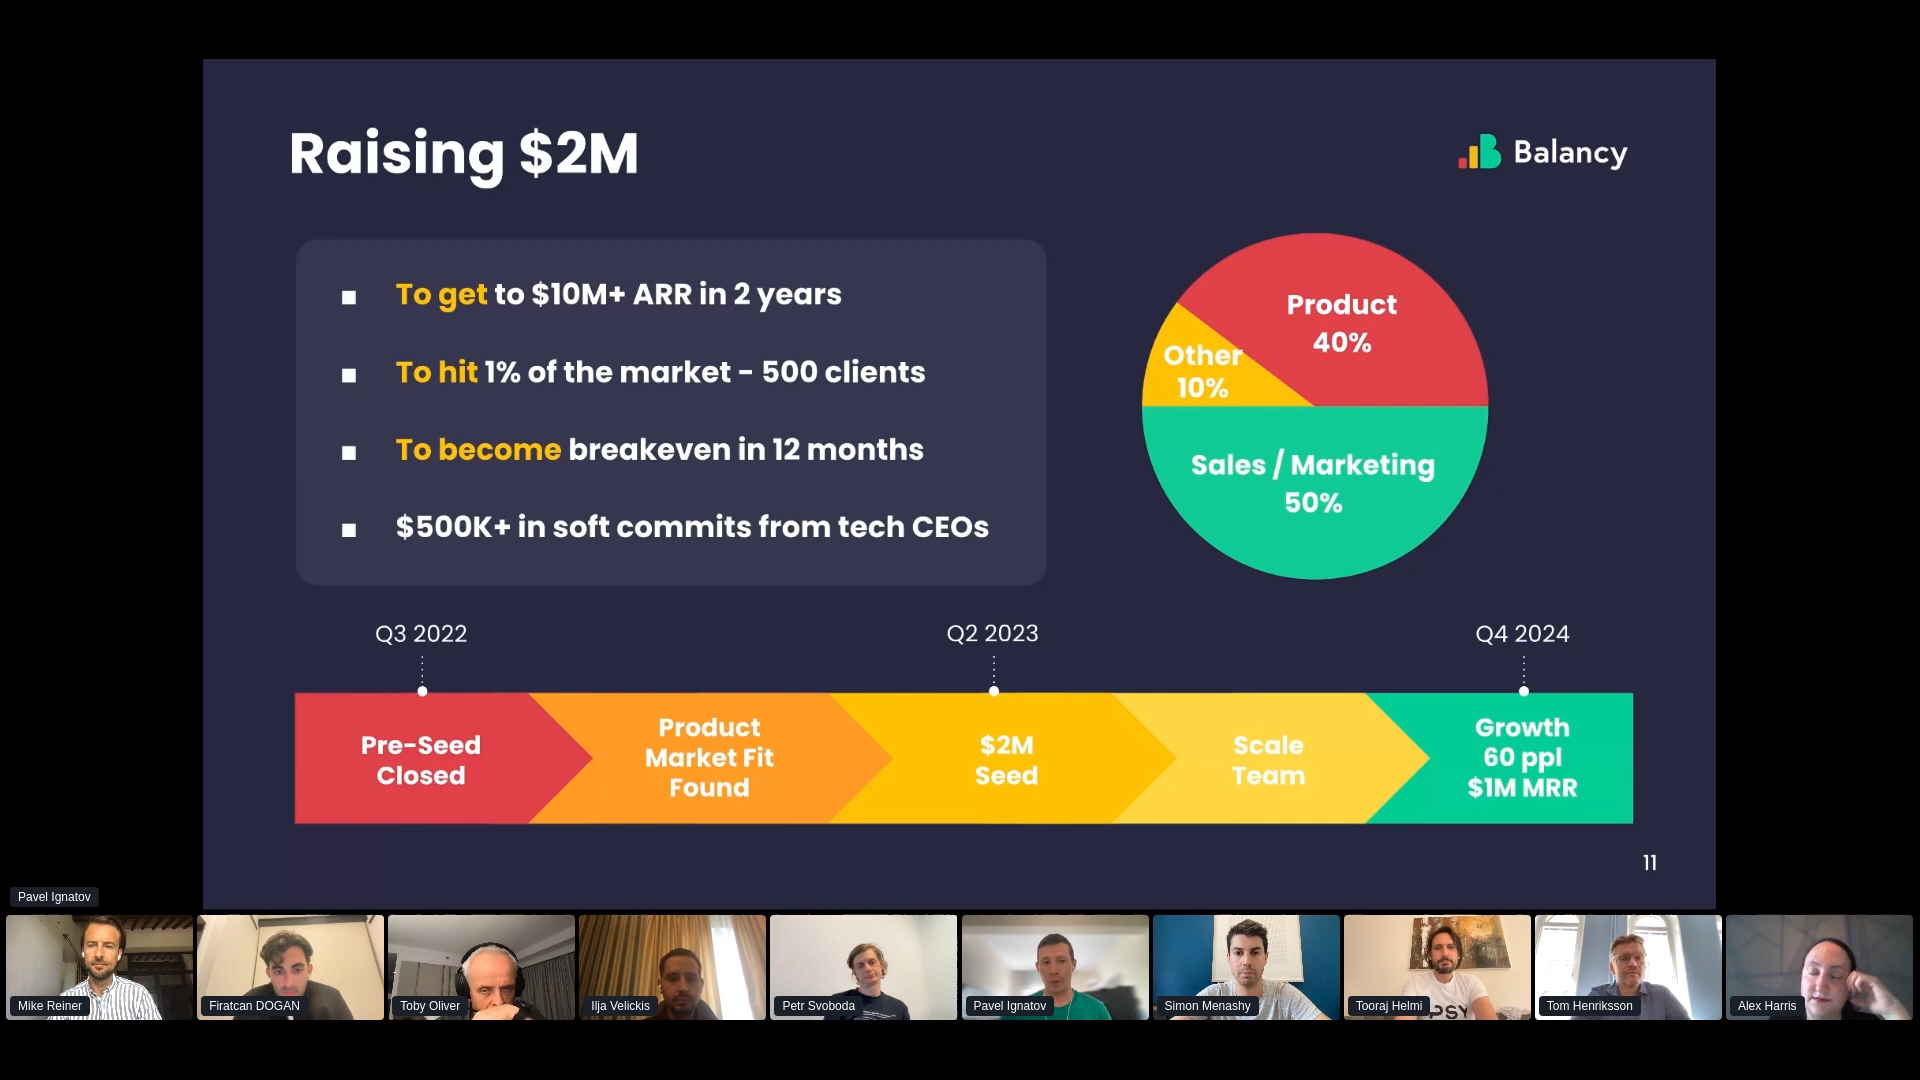 Raising $2M
Balancy
To get to $10M+ ARR in 2 years
To hit 1% of the market - 500 clients
To become breakeven in 12 months
$500K+ in soft commits from tech CEOs
Product
40%
Other
10%
Sales / Marketing
50%
Q3 2022
Q2 2023
Q4 2024
Pre-Seed
Closed
Product
Market Fit
Found
$2M
Seed
Scale
Team
Growth
60 ppl
$1M MRR
11
Pavel Ignatov
Mike Reiner
Firatcan DOGAN
Toby Oliver
Ilja Velickis
Petr Svoboda
Pavel Ignatov
Simon Menashy
Tooraj Helmi
PSY
Tom Henriksson
Alex Harris